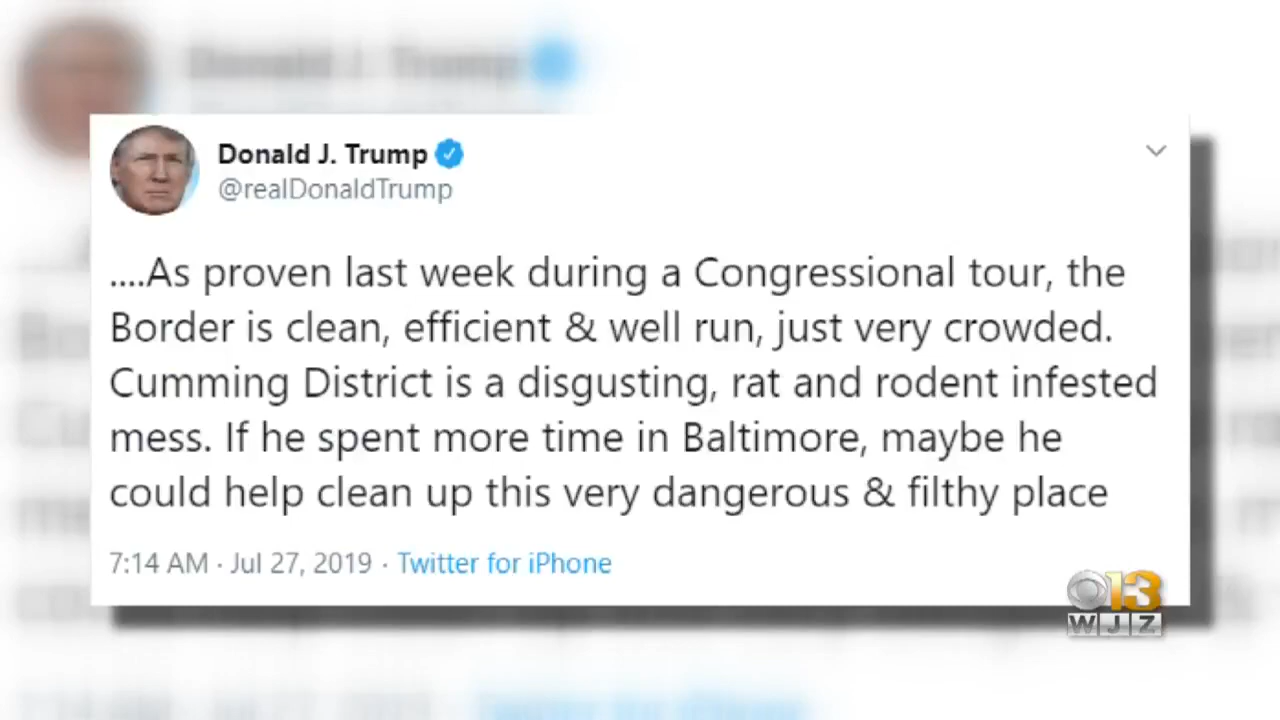 Donald J. Trump
@realDonaldTrump
....As proven last week during a Congressional tour, the
Border is clean, efficient & well run, just very crowded.
Cumming District is a disgusting, rat and rodent infested
mess. If he spent more time in Baltimore, maybe he
could help clean up this very dangerous & filthy place
7:14 AM · Jul 27, 2019 · Twitter for iPhone
13
WJZ